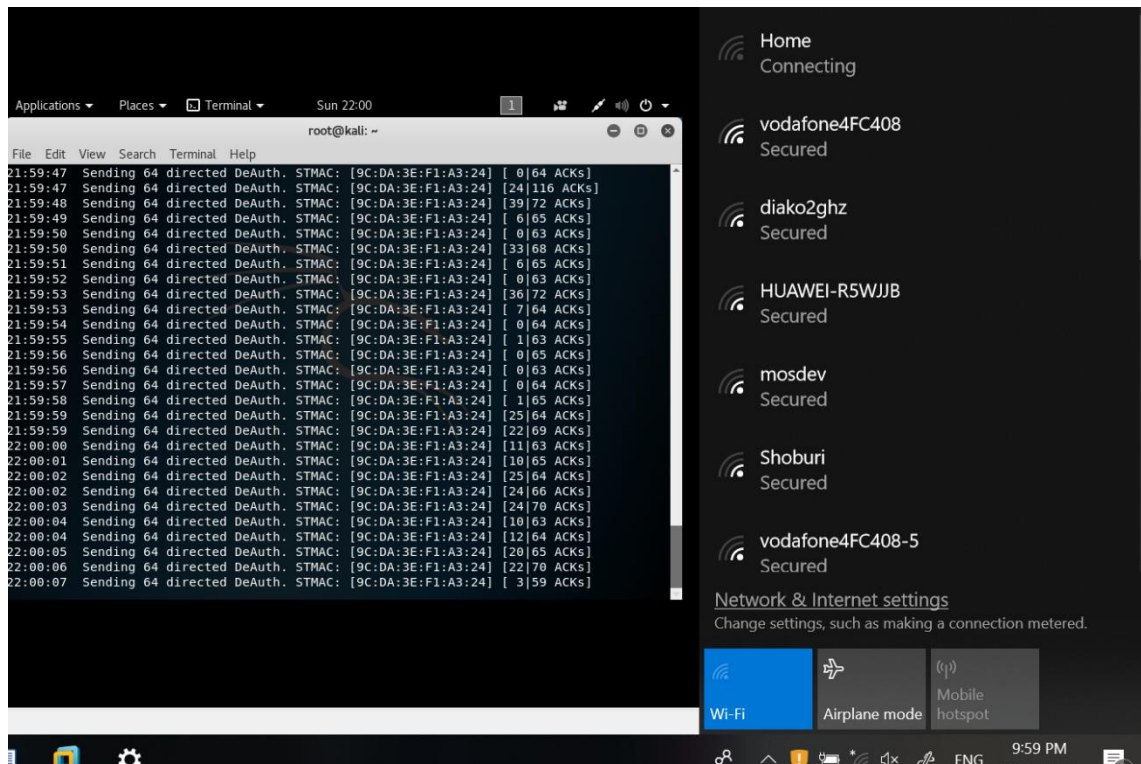 Applications Places Terminal Sun 22:00 1
root@kali: ~
File Edit View Search Terminal Help
21:59:47 Sending 64 directed DeAuth. STMAC: [9C:DA:3E:F1:A3:24] [ 0|64 ACKs]
21:59:47 Sending 64 directed DeAuth. STMAC: [9C:DA:3E:F1:A3:24] [24|116 ACKs]
21:59:48 Sending 64 directed DeAuth. STMAC: [9C:DA:3E:F1:A3:24] [39|72 ACKs]
21:59:49 Sending 64 directed DeAuth. STMAC: [9C:DA:3E:F1:A3:24] [ 6|65 ACKs]
21:59:50 Sending 64 directed DeAuth. STMAC: [9C:DA:3E:F1:A3:24] [ 0|63 ACKs]
21:59:50 Sending 64 directed DeAuth. STMAC: [9C:DA:3E:F1:A3:24] [33|68 ACKs]
21:59:51 Sending 64 directed DeAuth. STMAC: [9C:DA:3E:F1:A3:24] [ 6|65 ACKs]
21:59:52 Sending 64 directed DeAuth. STMAC: [9C:DA:3E:F1:A3:24] [ 0|63 ACKs]
21:59:53 Sending 64 directed DeAuth. STMAC: [9C:DA:3E:F1:A3:24] [36|72 ACKs]
21:59:53 Sending 64 directed DeAuth. STMAC: [9C:DA:3E:F1:A3:24] [ 7|64 ACKs]
21:59:54 Sending 64 directed DeAuth. STMAC: [9C:DA:3E:F1:A3:24] [ 0|64 ACKs]
21:59:55 Sending 64 directed DeAuth. STMAC: [9C:DA:3E:F1:A3:24] [ 1|63 ACKs]
21:59:56 Sending 64 directed DeAuth. STMAC: [9C:DA:3E:F1:A3:24] [ 0|65 ACKs]
21:59:56 Sending 64 directed DeAuth. STMAC: [9C:DA:3E:F1:A3:24] [ 0|63 ACKs]
21:59:57 Sending 64 directed DeAuth. STMAC: [9C:DA:3E:F1:A3:24] [ 0|64 ACKs]
21:59:58 Sending 64 directed DeAuth. STMAC: [9C:DA:3E:F1:A3:24] [ 1|65 ACKs]
21:59:59 Sending 64 directed DeAuth. STMAC: [9C:DA:3E:F1:A3:24] [25|64 ACKs]
21:59:59 Sending 64 directed DeAuth. STMAC: [9C:DA:3E:F1:A3:24] [22|69 ACKs]
22:00:00 Sending 64 directed DeAuth. STMAC: [9C:DA:3E:F1:A3:24] [11|63 ACKs]
22:00:01 Sending 64 directed DeAuth. STMAC: [9C:DA:3E:F1:A3:24] [10|65 ACKs]
22:00:02 Sending 64 directed DeAuth. STMAC: [9C:DA:3E:F1:A3:24] [25|64 ACKs]
22:00:02 Sending 64 directed DeAuth. STMAC: [9C:DA:3E:F1:A3:24] [24|66 ACKs]
22:00:03 Sending 64 directed DeAuth. STMAC: [9C:DA:3E:F1:A3:24] [24|70 ACKs]
22:00:04 Sending 64 directed DeAuth. STMAC: [9C:DA:3E:F1:A3:24] [10|63 ACKs]
22:00:04 Sending 64 directed DeAuth. STMAC: [9C:DA:3E:F1:A3:24] [12|64 ACKs]
22:00:05 Sending 64 directed DeAuth. STMAC: [9C:DA:3E:F1:A3:24] [20|65 ACKs]
22:00:06 Sending 64 directed DeAuth. STMAC: [9C:DA:3E:F1:A3:24] [22|70 ACKs]
22:00:07 Sending 64 directed DeAuth. STMAC: [9C:DA:3E:F1:A3:24] [ 3|59 ACKs]
Home
Connecting
vodafone4FC408
Secured
diako2ghz
Secured
HUAWEI-R5WJJB
Secured
mosdev
Secured
Shoburi
Secured
vodafone4FC408-5
Secured
Network & Internet settings
Change settings, such as making a connection metered.
Wi-Fi
Airplane mode
Mobile hotspot
ENG 9:59 PM